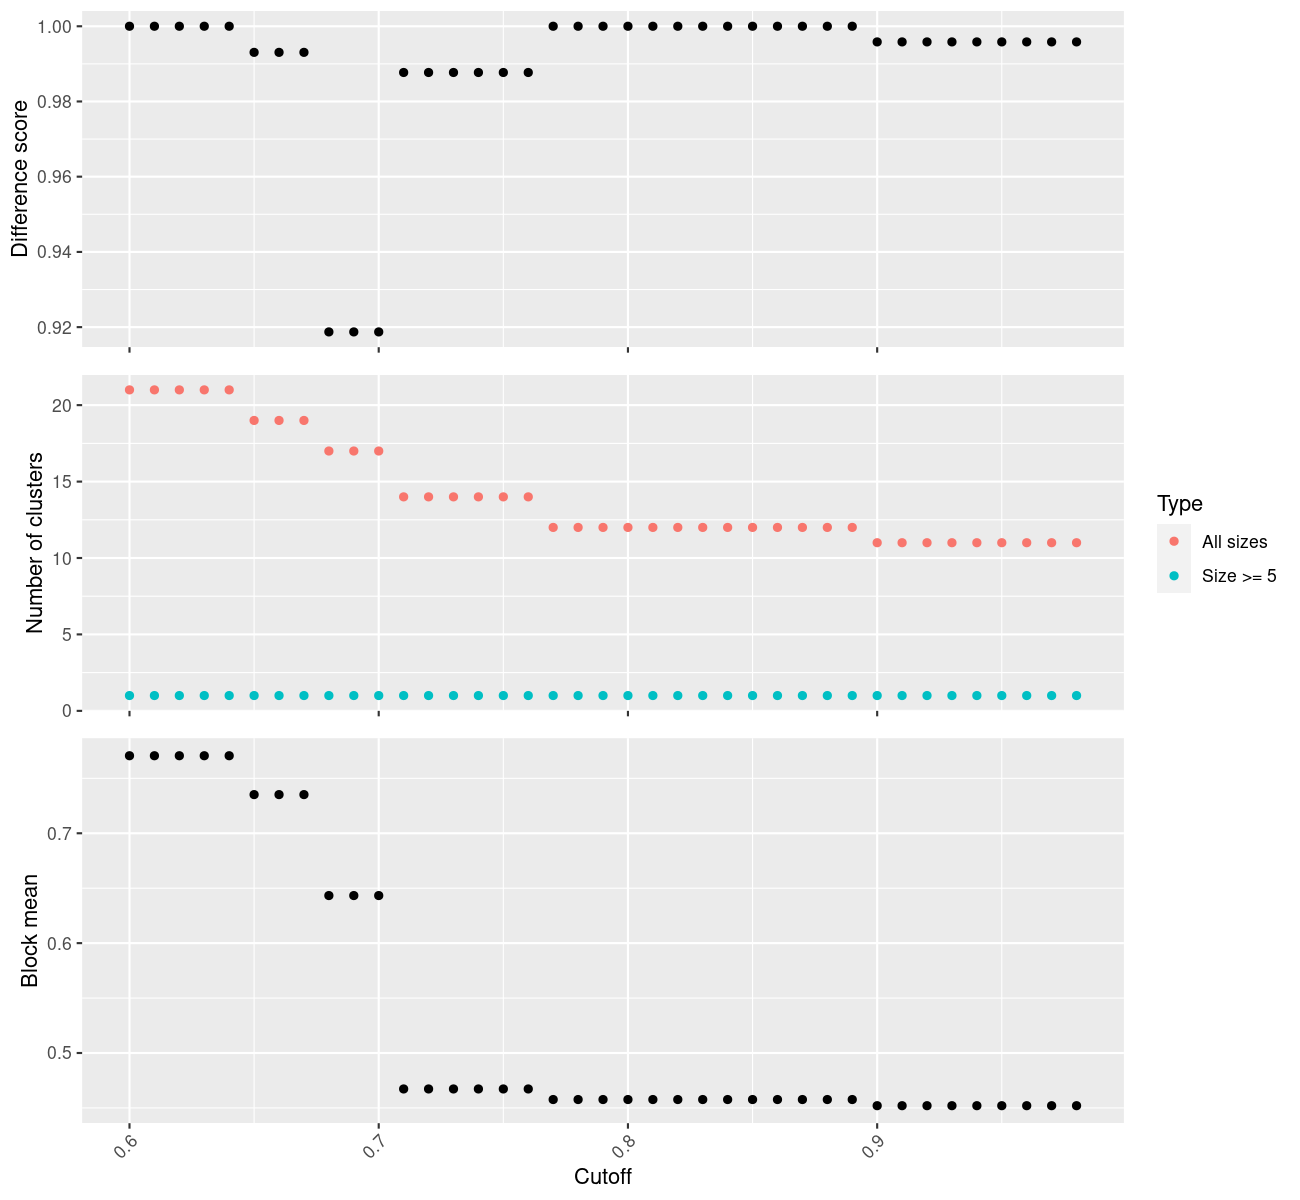 Difference score
1.00
0.98
0.96
0.94
0.92
Number of clusters
20
15
10
5
0
Type
All sizes
Size >= 5
Block mean
0.7
0.6
0.5
0.6
0.7
0.8
0.9
Cutoff